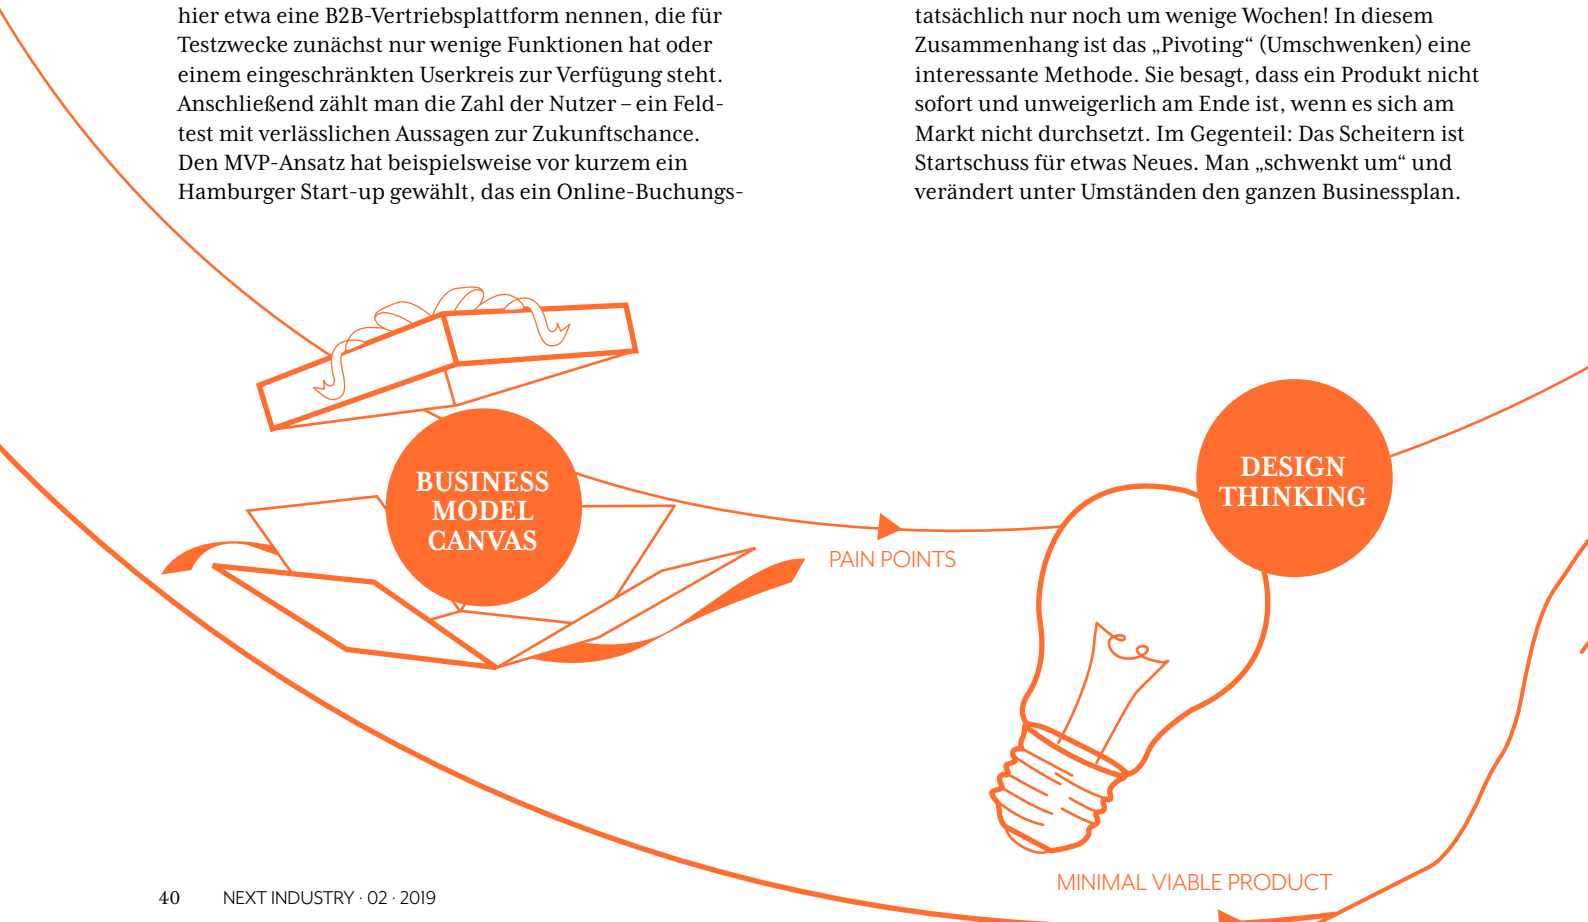 hier etwa eine B2B-Vertriebsplattform nennen, die für
Testzwecke zunächst nur wenige Funktionen hat oder
einem eingeschränkten Userkreis zur Verfügung steht.
Anschließend zählt man die Zahl der Nutzer – ein Feld-
test mit verlässlichen Aussagen zur Zukunftschance.
Den MVP-Ansatz hat beispielsweise vor kurzem ein
Hamburger Start-up gewählt, das ein Online-Buchungs-
tatsächlich nur noch um wenige Wochen! In diesem
Zusammenhang ist das „Pivoting“ (Umschwenken) eine
interessante Methode. Sie besagt, dass ein Produkt nicht
sofort und unweigerlich am Ende ist, wenn es sich am
Markt nicht durchsetzt. Im Gegenteil: Das Scheitern ist
Startschuss für etwas Neues. Man „schwenkt um“ und
verändert unter Umständen den ganzen Businessplan.
BUSINESS
MODEL
CANVAS
PAIN POINTS
DESIGN
THINKING
MINIMAL VIABLE PRODUCT
40 NEXT INDUSTRY · 02 · 2019